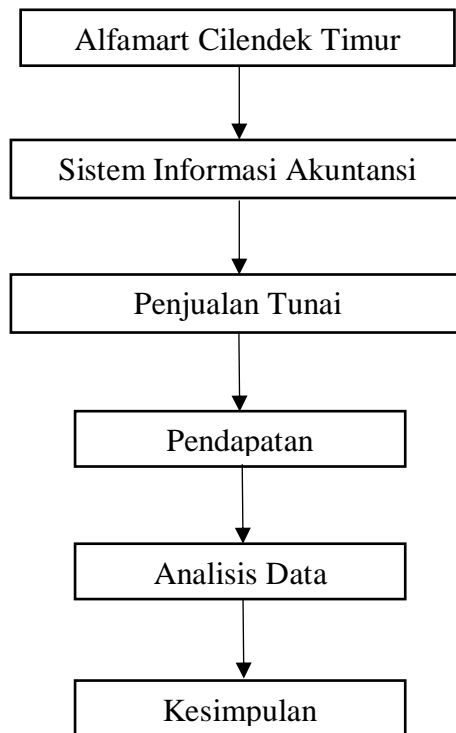 Alfamart Cilendek Timur
Sistem Informasi Akuntansi
Penjualan Tunai
Pendapatan
Analisis Data
Kesimpulan